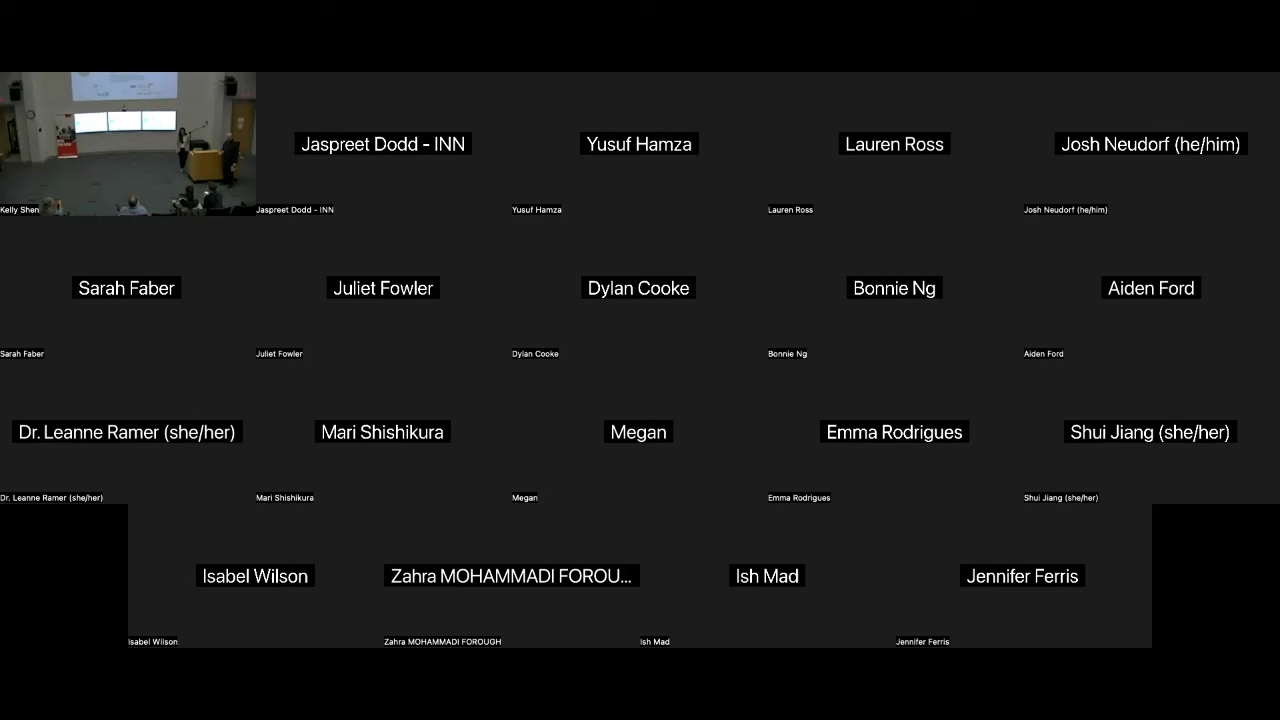 Jaspreet Dodd - INN
Yusuf Hamza
Lauren Ross
Josh Neudorf (he/him)
Kelly Shen
Jaspreet Dodd - INN
Yusuf Hamza
Lauren Ross
Josh Neudorf (he/him)
Sarah Faber
Juliet Fowler
Dylan Cooke
Bonnie Ng
Aiden Ford
Sarah Faber
Juliet Fowler
Dylan Cooke
Bonnie Ng
Aiden Ford
Dr. Leanne Ramer (she/her)
Mari Shishikura
Megan
Emma Rodrigues
Shui Jiang (she/her)
Dr. Leanne Ramer (she/her)
Mari Shishikura
Megan
Emma Rodrigues
Shui Jiang (she/her)
Isabel Wilson
Zahra MOHAMMADI FOROU...
Ish Mad
Jennifer Ferris
Isabel Wilson
Zahra MOHAMMADI FOROUGH
Ish Mad
Jennifer Ferris